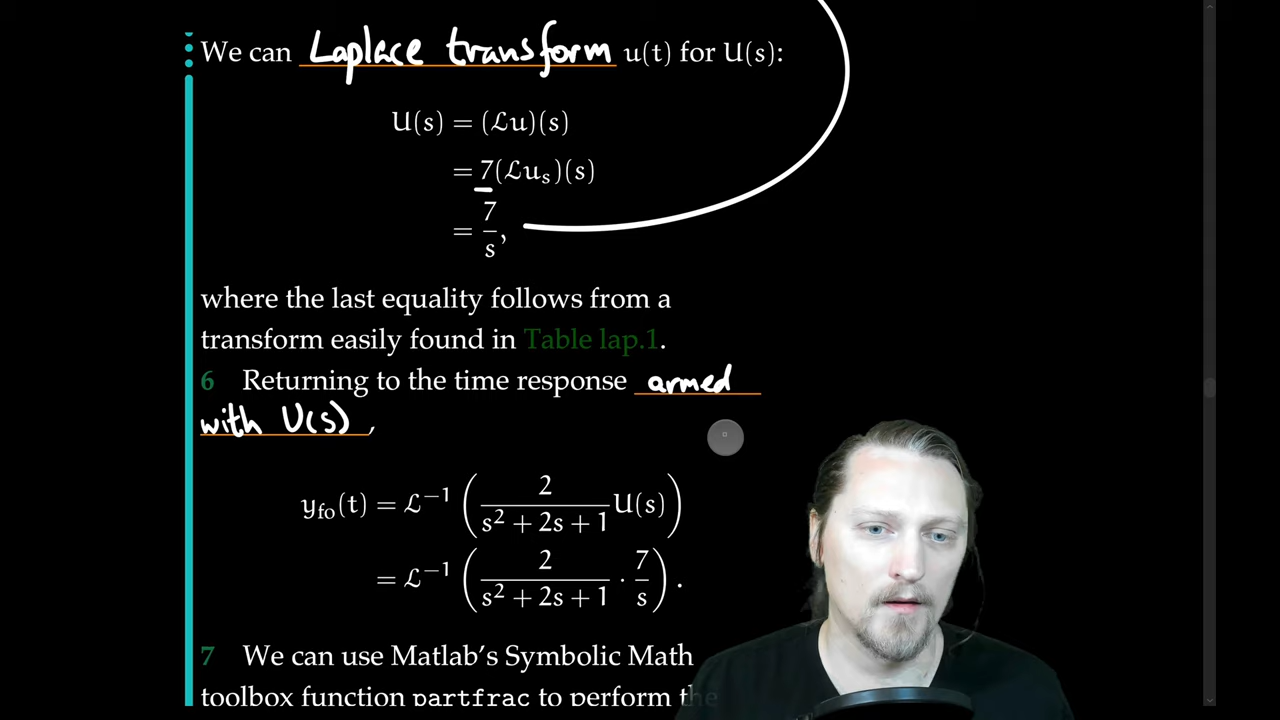 We can Laplace transform u(t) for U(s):
U(s) = (ℒu)(s)
= 7(ℒu_s)(s)
= 7/s,
where the last equality follows from a
transform easily found in Table lap.1.
6 Returning to the time response armed
with U(s),
y_fo(t) = ℒ^−1 ( 2/(s^2 + 2s + 1) U(s) )
= ℒ^−1 ( 2/(s^2 + 2s + 1) · 7/s ).
7 We can use Matlab's Symbolic Math
toolbox function partfrac to perform the